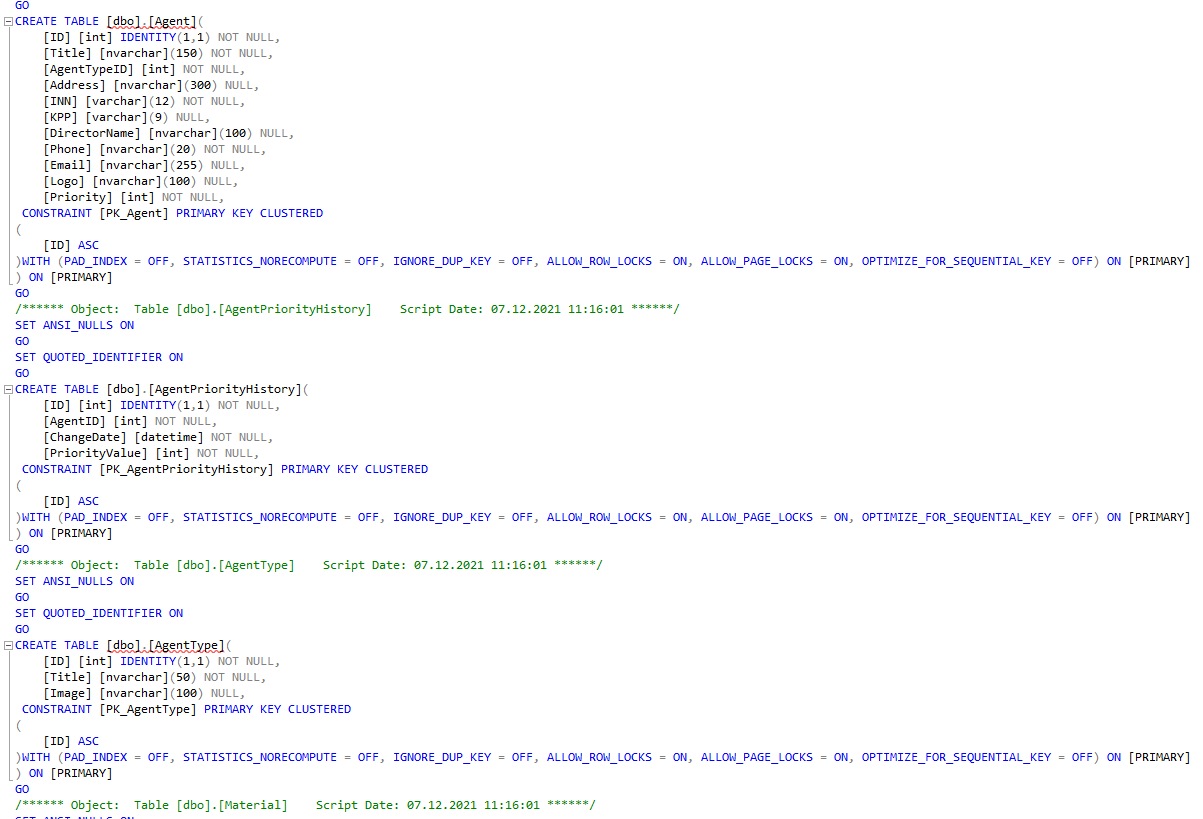 GO
CREATE TABLE [dbo].[Agent](
[ID] [int] IDENTITY(1,1) NOT NULL,
[Title] [nvarchar](150) NOT NULL,
[AgentTypeID] [int] NOT NULL,
[Address] [nvarchar](300) NULL,
[INN] [varchar](12) NOT NULL,
[KPP] [varchar](9) NULL,
[DirectorName] [nvarchar](100) NULL,
[Phone] [nvarchar](20) NOT NULL,
[Email] [nvarchar](255) NULL,
[Logo] [nvarchar](100) NULL,
[Priority] [int] NOT NULL,
CONSTRAINT [PK_Agent] PRIMARY KEY CLUSTERED
(
[ID] ASC
)WITH (PAD_INDEX = OFF, STATISTICS_NORECOMPUTE = OFF, IGNORE_DUP_KEY = OFF, ALLOW_ROW_LOCKS = ON, ALLOW_PAGE_LOCKS = ON, OPTIMIZE_FOR_SEQUENTIAL_KEY = OFF) ON [PRIMARY]
) ON [PRIMARY]
GO
/****** Object:  Table [dbo].[AgentPriorityHistory]    Script Date: 07.12.2021 11:16:01 ******/
SET ANSI_NULLS ON
GO
SET QUOTED_IDENTIFIER ON
GO
CREATE TABLE [dbo].[AgentPriorityHistory](
[ID] [int] IDENTITY(1,1) NOT NULL,
[AgentID] [int] NOT NULL,
[ChangeDate] [datetime] NOT NULL,
[PriorityValue] [int] NOT NULL,
CONSTRAINT [PK_AgentPriorityHistory] PRIMARY KEY CLUSTERED
(
[ID] ASC
)WITH (PAD_INDEX = OFF, STATISTICS_NORECOMPUTE = OFF, IGNORE_DUP_KEY = OFF, ALLOW_ROW_LOCKS = ON, ALLOW_PAGE_LOCKS = ON, OPTIMIZE_FOR_SEQUENTIAL_KEY = OFF) ON [PRIMARY]
) ON [PRIMARY]
GO
/****** Object:  Table [dbo].[AgentType]    Script Date: 07.12.2021 11:16:01 ******/
SET ANSI_NULLS ON
GO
SET QUOTED_IDENTIFIER ON
GO
CREATE TABLE [dbo].[AgentType](
[ID] [int] IDENTITY(1,1) NOT NULL,
[Title] [nvarchar](50) NOT NULL,
[Image] [nvarchar](100) NULL,
CONSTRAINT [PK_AgentType] PRIMARY KEY CLUSTERED
(
[ID] ASC
)WITH (PAD_INDEX = OFF, STATISTICS_NORECOMPUTE = OFF, IGNORE_DUP_KEY = OFF, ALLOW_ROW_LOCKS = ON, ALLOW_PAGE_LOCKS = ON, OPTIMIZE_FOR_SEQUENTIAL_KEY = OFF) ON [PRIMARY]
) ON [PRIMARY]
GO
/****** Object:  Table [dbo].[Material]    Script Date: 07.12.2021 11:16:01 ******/
SET ANSI_NULLS ON